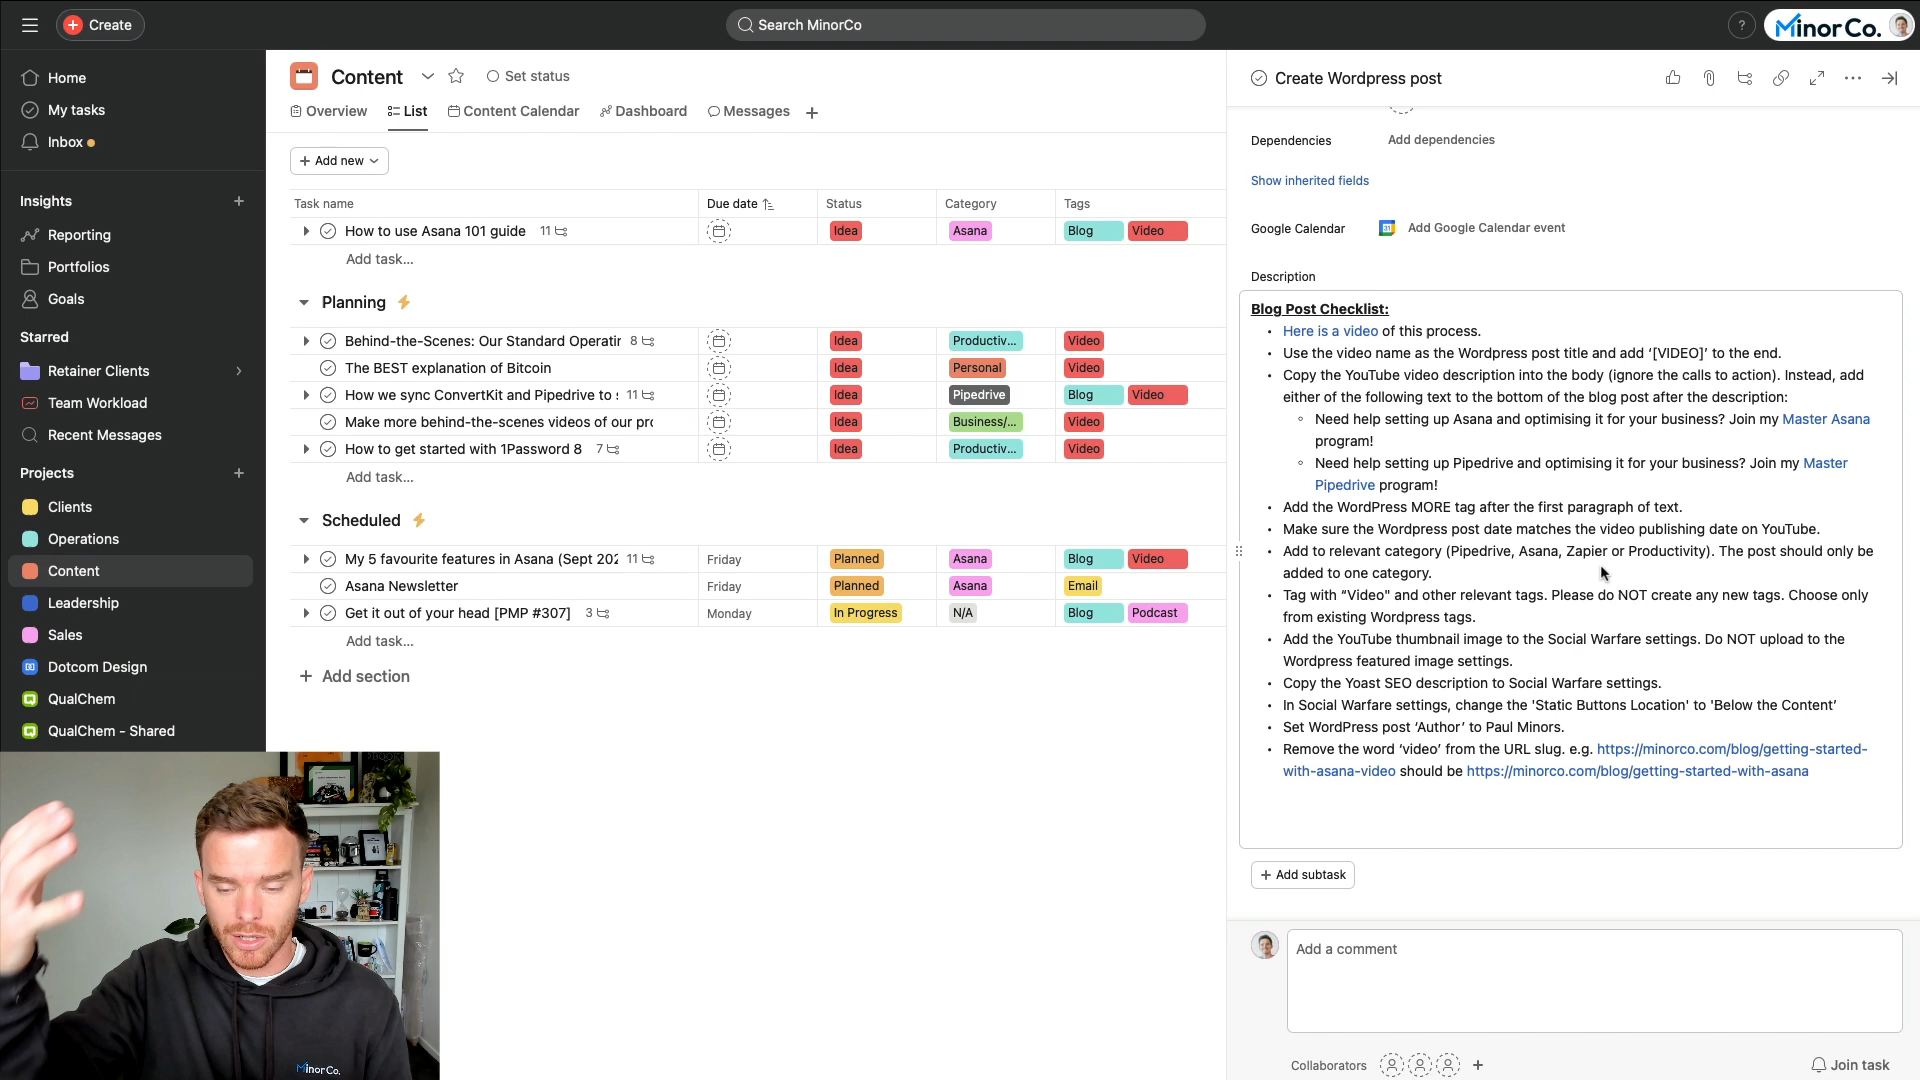 Create
Search MinorCo
?
MinorCo.
Home
My tasks
Inbox
Insights
Reporting
Portfolios
Goals
Starred
Retainer Clients
Team Workload
Recent Messages
Projects
Clients
Operations
Content
Leadership
Sales
Dotcom Design
QualChem
QualChem - Shared
Content
Set status
Overview
List
Content Calendar
Dashboard
Messages
+ Add new
Task name Due date Status Category Tags
How to use Asana 101 guide 11 Idea Asana Blog Video
Add task...
Planning
Behind-the-Scenes: Our Standard Operatin 8 Idea Productiv... Video
The BEST explanation of Bitcoin Idea Personal Video
How we sync ConvertKit and Pipedrive to s 11 Idea Pipedrive Blog Video
Make more behind-the-scenes videos of our pro Idea Business/... Video
How to get started with 1Password 8 7 Idea Productiv... Video
Add task...
Scheduled
My 5 favourite features in Asana (Sept 202 11 Friday Planned Asana Blog Video
Asana Newsletter Friday Planned Asana Email
Get it out of your head [PMP #307] 3 Monday In Progress N/A Blog Podcast
Add task...
+ Add section
Create Wordpress post
Dependencies Add dependencies
Show inherited fields
Google Calendar Add Google Calendar event
Description
Blog Post Checklist:
• Here is a video of this process.
• Use the video name as the Wordpress post title and add ‘[VIDEO]’ to the end.
• Copy the YouTube video description into the body (ignore the calls to action). Instead, add
either of the following text to the bottom of the blog post after the description:
◦ Need help setting up Asana and optimising it for your business? Join my Master Asana
program!
◦ Need help setting up Pipedrive and optimising it for your business? Join my Master
Pipedrive program!
• Add the WordPress MORE tag after the first paragraph of text.
• Make sure the Wordpress post date matches the video publishing date on YouTube.
• Add to relevant category (Pipedrive, Asana, Zapier or Productivity). The post should only be
added to one category.
• Tag with “Video" and other relevant tags. Please do NOT create any new tags. Choose only
from existing Wordpress tags.
• Add the YouTube thumbnail image to the Social Warfare settings. Do NOT upload to the
Wordpress featured image settings.
• Copy the Yoast SEO description to Social Warfare settings.
• In Social Warfare settings, change the 'Static Buttons Location' to 'Below the Content’
• Set WordPress post ‘Author’ to Paul Minors.
• Remove the word ‘video’ from the URL slug. e.g. https://minorco.com/blog/getting-started-
with-asana-video should be https://minorco.com/blog/getting-started-with-asana
+ Add subtask
Add a comment
Collaborators
Join task
MinorCo.